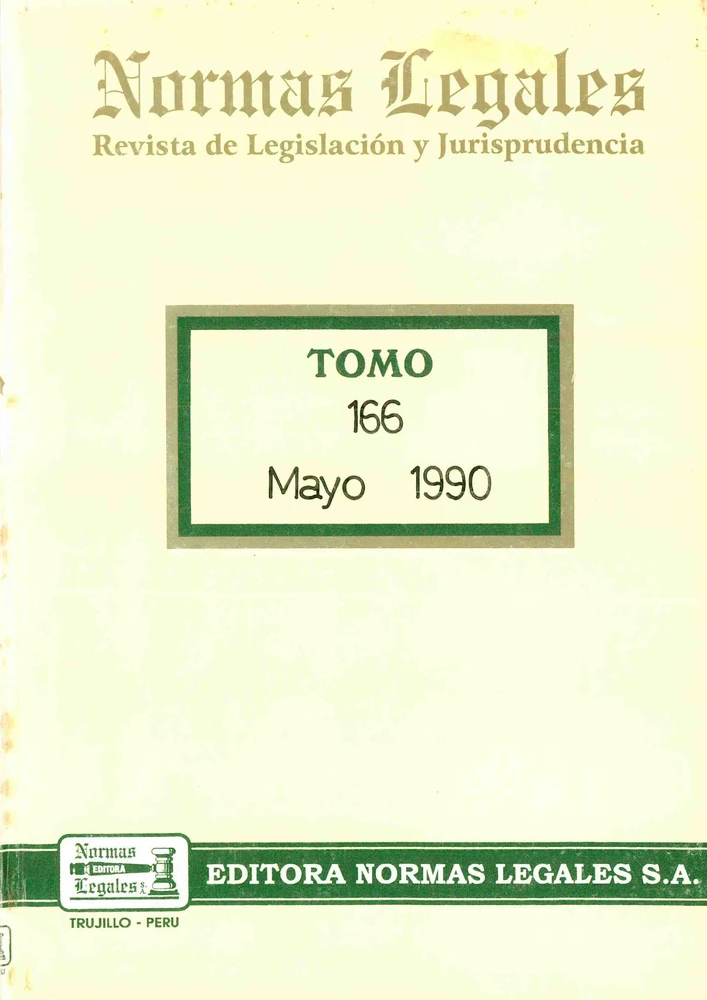 Normas Legales
Revista de Legislación y Jurisprudencia
TOMO
166
Mayo 1990
Normas
EDITORA
Legales S.A.
EDITORA NORMAS LEGALES S.A.
TRUJILLO - PERU